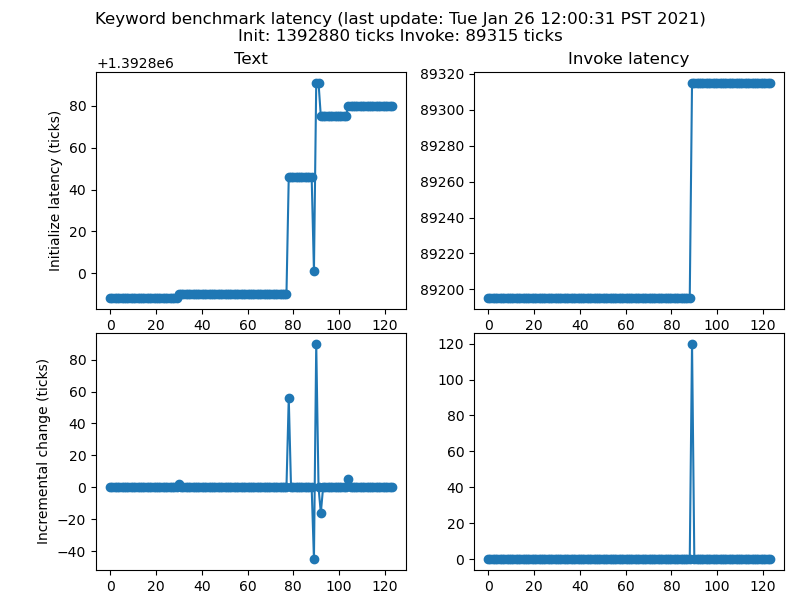 Keyword benchmark latency (last update: Tue Jan 26 12:00:31 PST 2021)
Init: 1392880 ticks Invoke: 89315 ticks
Text
+1.3928e6
Initialize latency (ticks)
80
60
40
20
0
0 20 40 60 80 100 120
Invoke latency
89320
89300
89280
89260
89240
89220
89200
0 20 40 60 80 100 120
Incremental change (ticks)
80
60
40
20
0
−20
−40
0 20 40 60 80 100 120
120
100
80
60
40
20
0
0 20 40 60 80 100 120